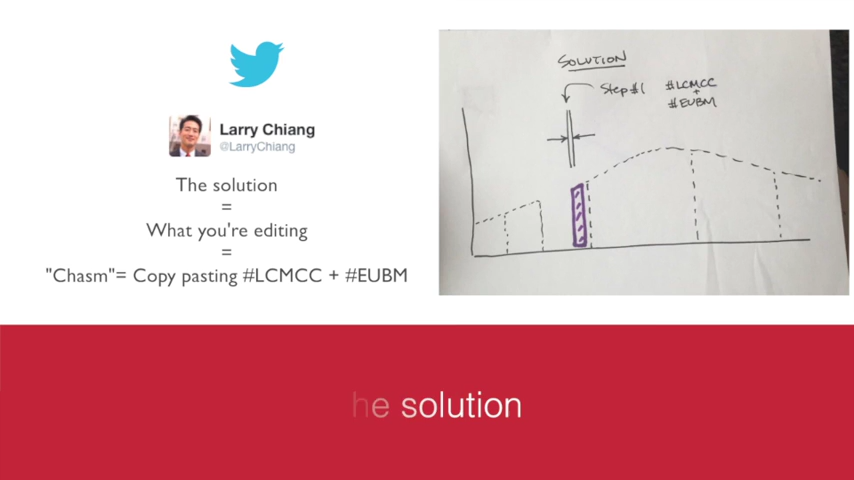 Larry Chiang
@LarryChiang
The solution
=
What you're editing
=
"Chasm"= Copy pasting #LCMCC + #EUBM
SOLUTION
Step #1 #LCMCC
+
#EUBM
he solution